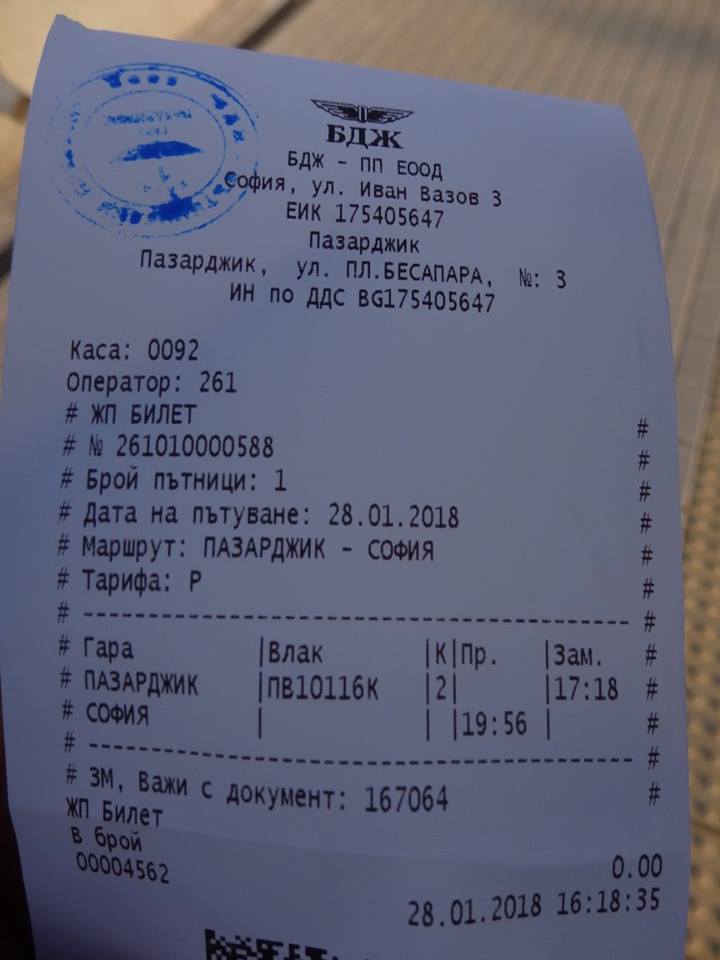 БДЖ
БДЖ - ПП ЕООД
София, ул. Иван Вазов 3
ЕИК 175405647
Пазарджик
Пазарджик, ул. ПЛ.БЕСАПАРА, №: 3
ИН по ДДС BG175405647
Каса: 0092
Оператор: 261
# ЖП БИЛЕТ #
# № 261010000588 #
# Брой пътници: 1 #
# Дата на пътуване: 28.01.2018 #
# Маршрут: ПАЗАРДЖИК - СОФИЯ #
# Тарифа: Р #
# ---------------------------------------- #
# Гара |Влак |К|Пр. |Зам. #
# ПАЗАРДЖИК |ПВ10116К |2| |17:18 #
# СОФИЯ | | |19:56 | #
# ---------------------------------------- #
# ЗМ, Важи с документ: 167064 #
ЖП Билет
В брой 0.00
00004562 28.01.2018 16:18:35